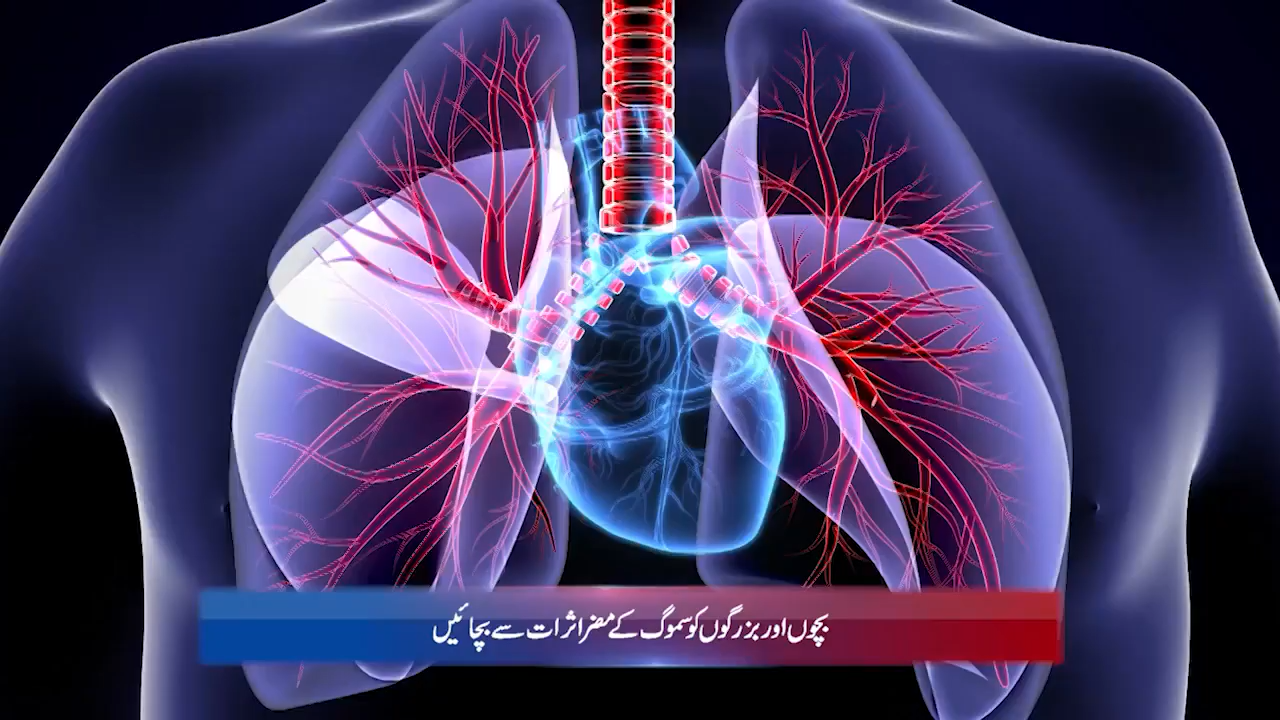 بچوں اور بزرگوں کو سموگ کے مضر اثرات سے بچائیں